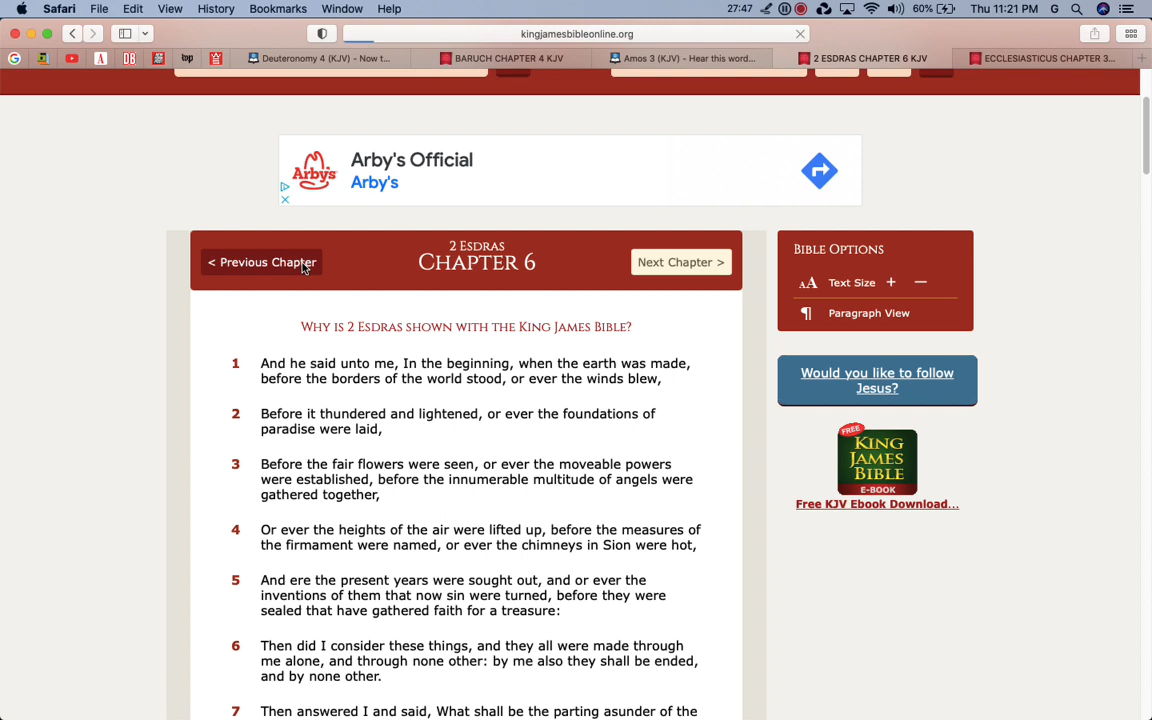 Safari File Edit View History Bookmarks Window Help 27:47 60% Thu 11:21 PM G
kingjamesbibleonline.org
Deuteronomy 4 (KJV) - Now t... BARUCH CHAPTER 4 KJV Amos 3 (KJV) - Hear this word... 2 ESDRAS CHAPTER 6 KJV ECCLESIASTICUS CHAPTER 3...
Arby's
Arby's Official
Arby's
< Previous Chapter
2 Esdras
Chapter 6
Next Chapter >
Why is 2 Esdras shown with the King James Bible?
1 And he said unto me, In the beginning, when the earth was made,
before the borders of the world stood, or ever the winds blew,
2 Before it thundered and lightened, or ever the foundations of
paradise were laid,
3 Before the fair flowers were seen, or ever the moveable powers
were established, before the innumerable multitude of angels were
gathered together,
4 Or ever the heights of the air were lifted up, before the measures of
the firmament were named, or ever the chimneys in Sion were hot,
5 And ere the present years were sought out, and or ever the
inventions of them that now sin were turned, before they were
sealed that have gathered faith for a treasure:
6 Then did I consider these things, and they all were made through
me alone, and through none other: by me also they shall be ended,
and by none other.
7 Then answered I and said, What shall be the parting asunder of the
Bible Options
AA Text Size + −
¶ Paragraph View
Would you like to follow
Jesus?
FREE
KING
JAMES
BIBLE
E-BOOK
Free KJV Ebook Download...